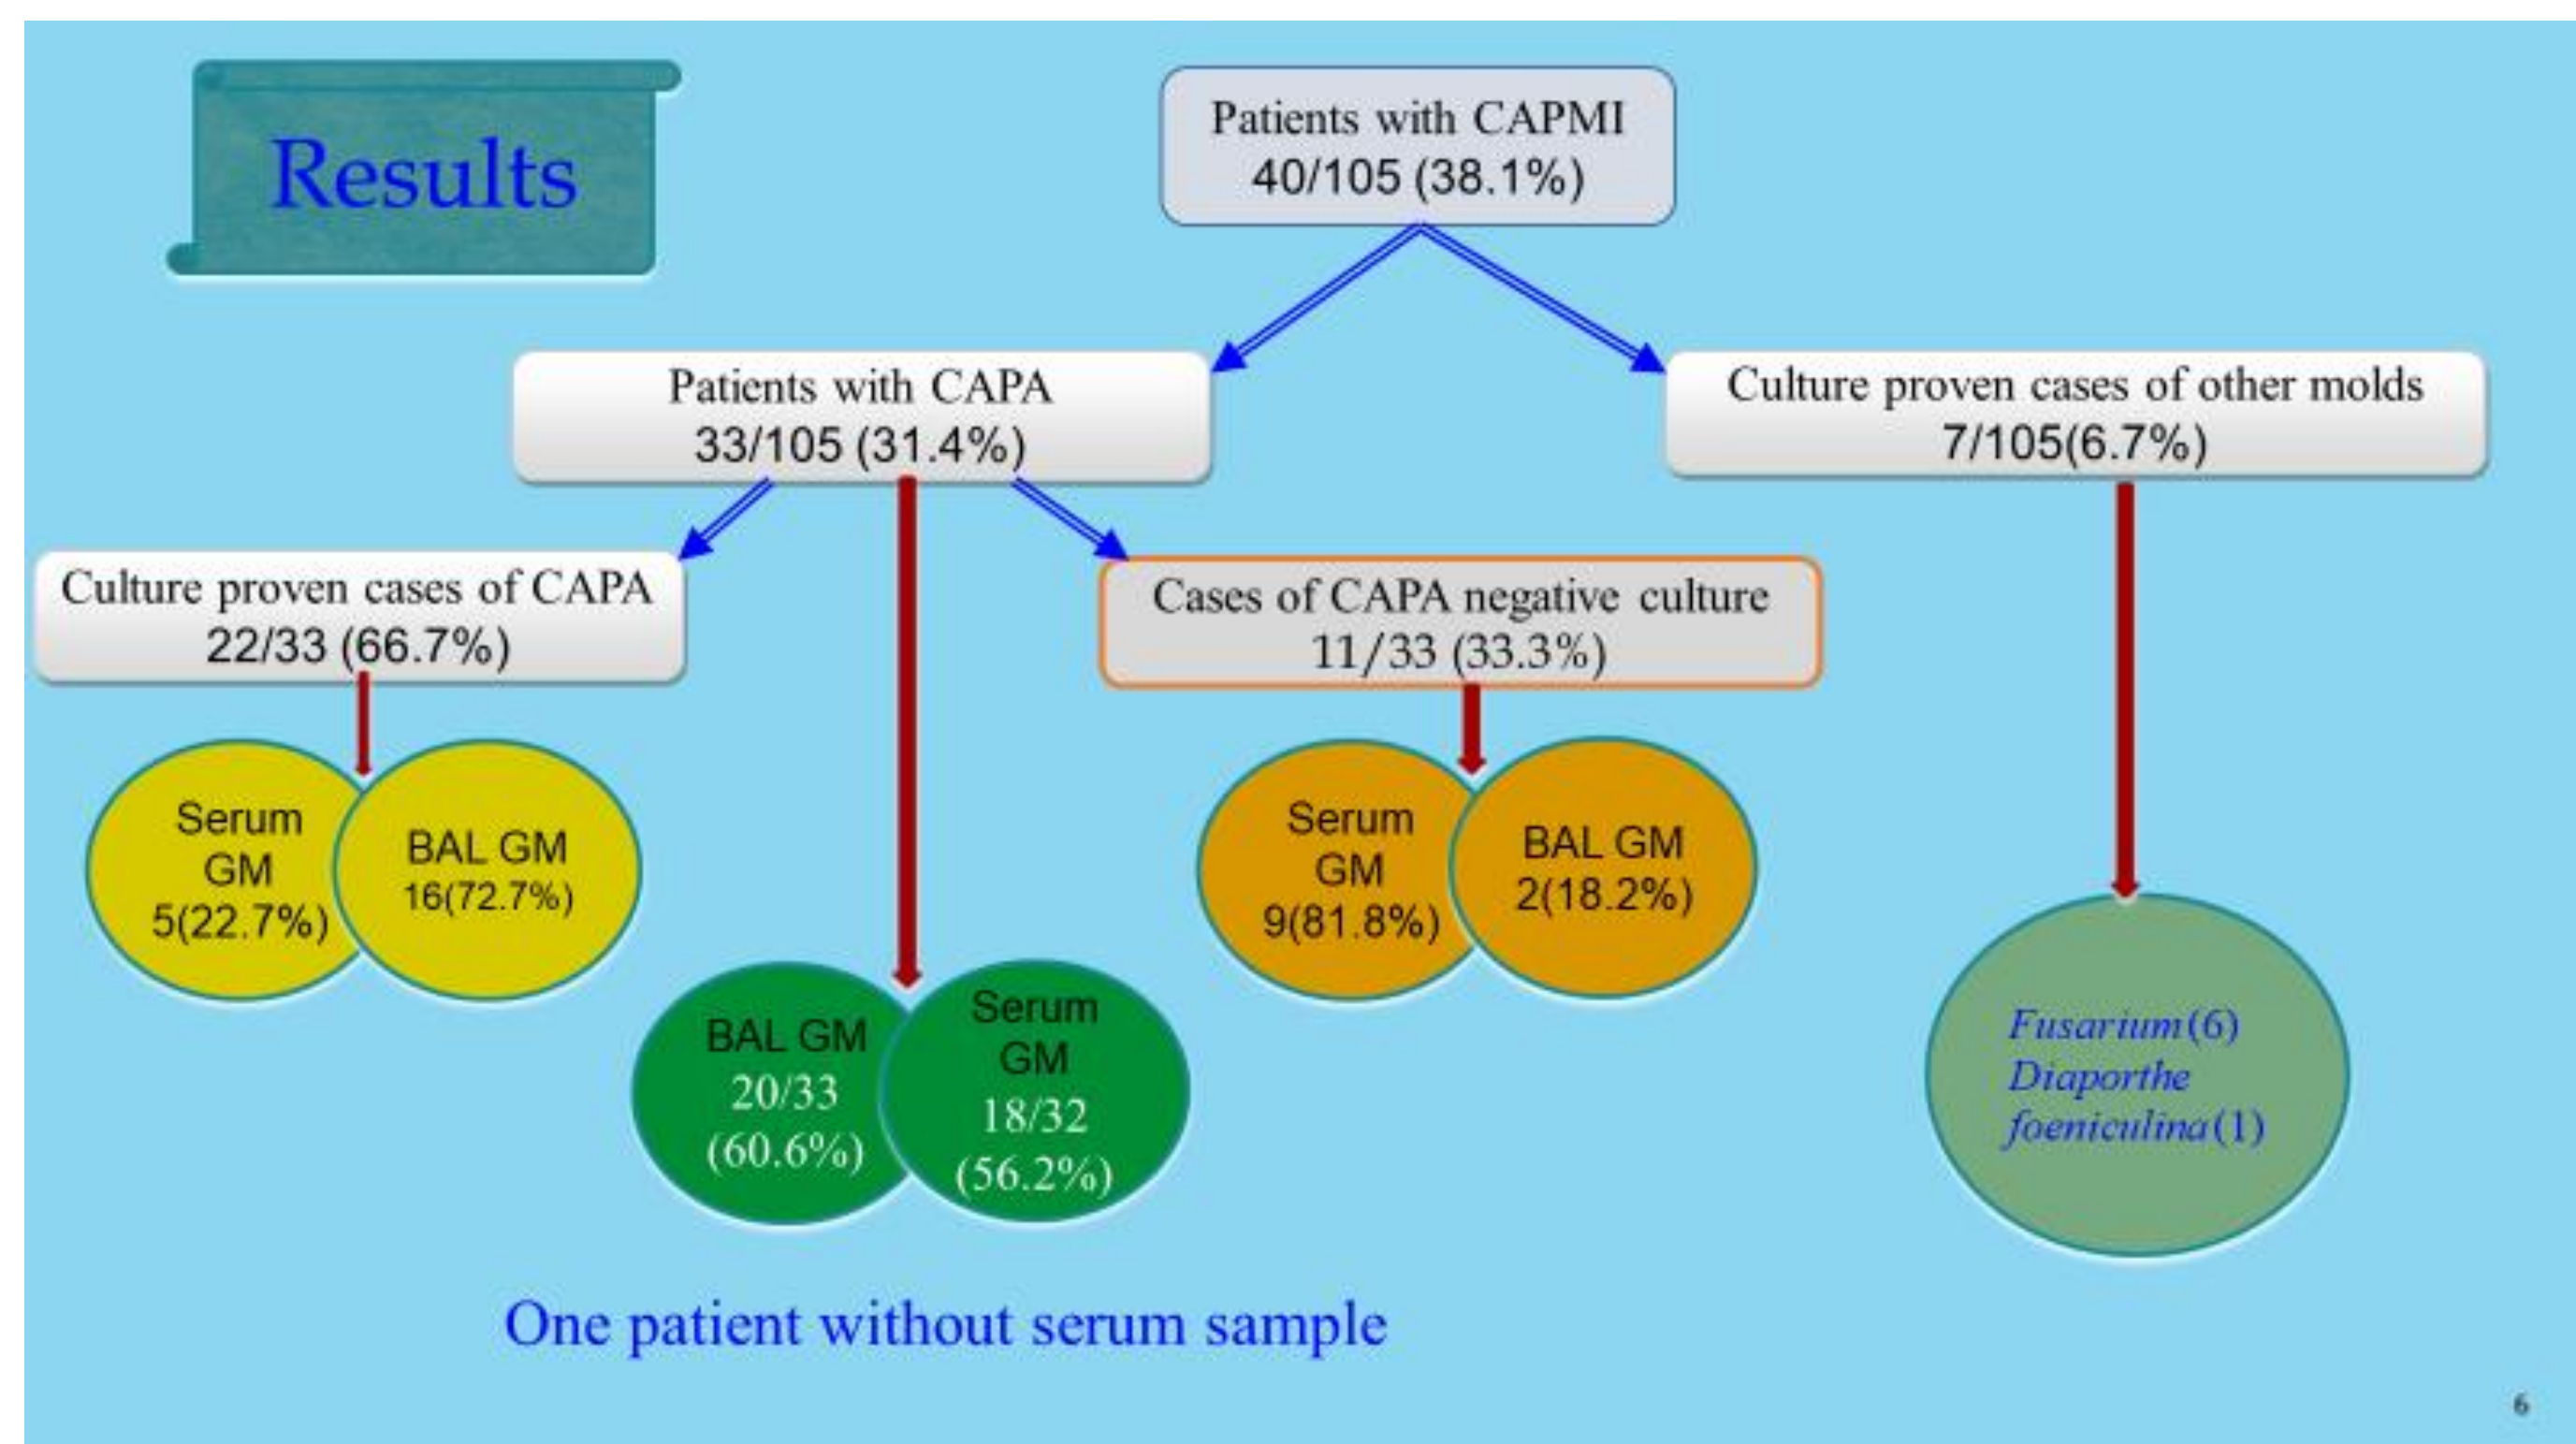 Results
Patients with CAPMI
40/105 (38.1%)
Patients with CAPA
33/105 (31.4%)
Culture proven cases of other molds
7/105(6.7%)
Culture proven cases of CAPA
22/33 (66.7%)
Cases of CAPA negative culture
11/33 (33.3%)
Serum
GM
5(22.7%)
BAL GM
16(72.7%)
Serum
GM
9(81.8%)
BAL GM
2(18.2%)
BAL GM
20/33
(60.6%)
Serum
GM
18/32
(56.2%)
Fusarium(6)
Diaporthe
foeniculina(1)
One patient without serum sample
6